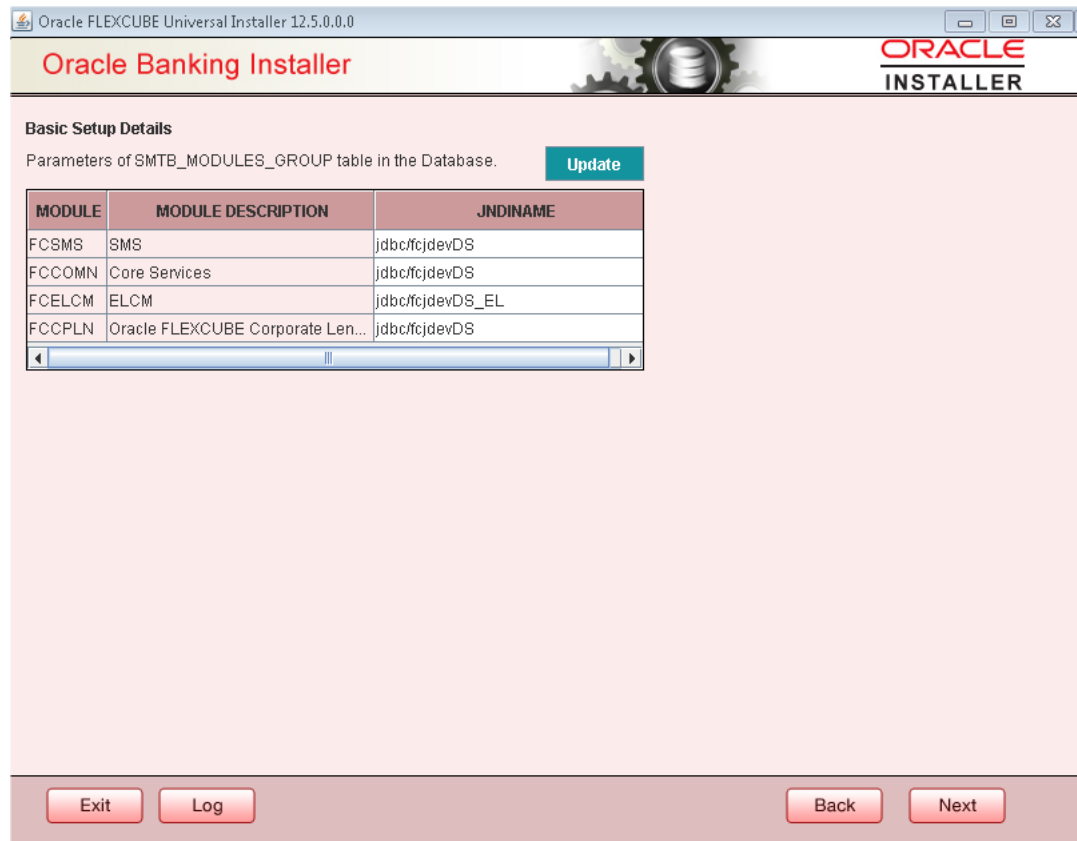 Oracle FLEXCUBE Universal Installer 12.5.0.0.0
Oracle Banking Installer
ORACLE
INSTALLER
Basic Setup Details
Parameters of SMTB_MODULES_GROUP table in the Database.
Update
MODULE MODULE DESCRIPTION JNDINAME
FCSMS SMS jdbc/fcjdevDS
FCCOMN Core Services jdbc/fcjdevDS
FCELCM ELCM jdbc/fcjdevDS_EL
FCCPLN Oracle FLEXCUBE Corporate Len... jdbc/fcjdevDS
Exit Log Back Next